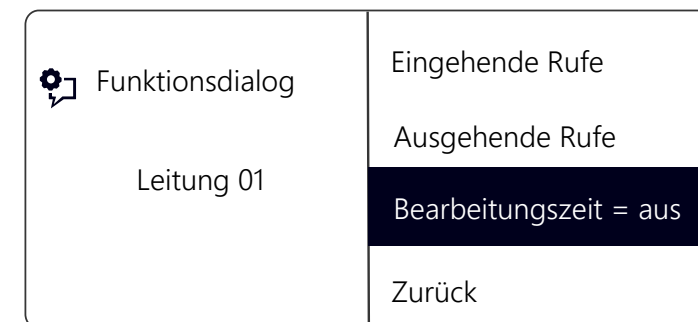 Funktionsdialog
Leitung 01
Eingehende Rufe
Ausgehende Rufe
Bearbeitungszeit = aus
Zurück